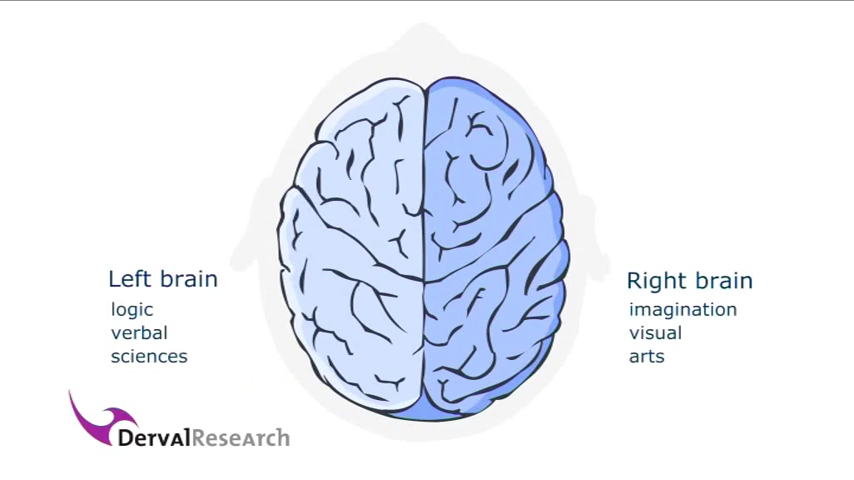 Left brain
logic
verbal
sciences
Right brain
imagination
visual
arts
DervalResearch